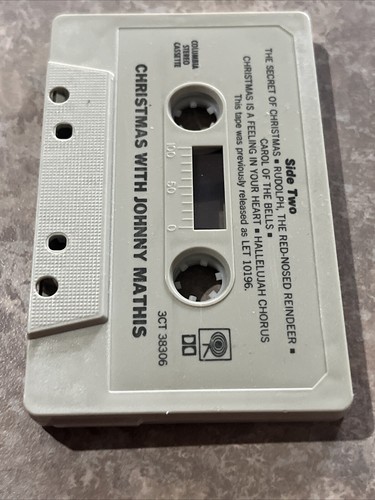 Side Two
THE SECRET OF CHRISTMAS ▪ RUDOLPH, THE RED-NOSED REINDEER ▪
CAROL OF THE BELLS ▪
CHRISTMAS IS A FEELING IN YOUR HEART ▪ HALLELUJAH CHORUS
This tape was previously released as LET 10196.
COLUMBIA
STEREO
CASSETTE
100 50 0
3CT 38306
CHRISTMAS WITH JOHNNY MATHIS